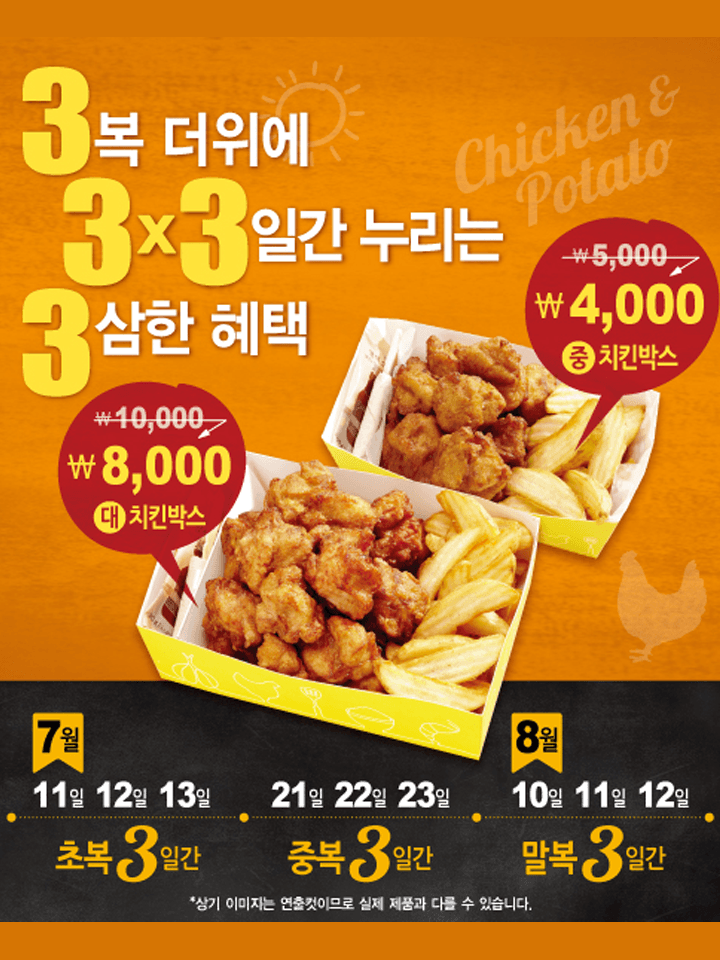 3복 더위에
3x3일간 누리는
3삼한 혜택
Chicken &
Potato
₩5,000
₩4,000
중 치킨박스
₩10,000
₩8,000
대 치킨박스
7월
11일 12일 13일
초복 3일간
21일 22일 23일
중복 3일간
8월
10일 11일 12일
말복 3일간
*상기 이미지는 연출컷이므로 실제 제품과 다를 수 있습니다.